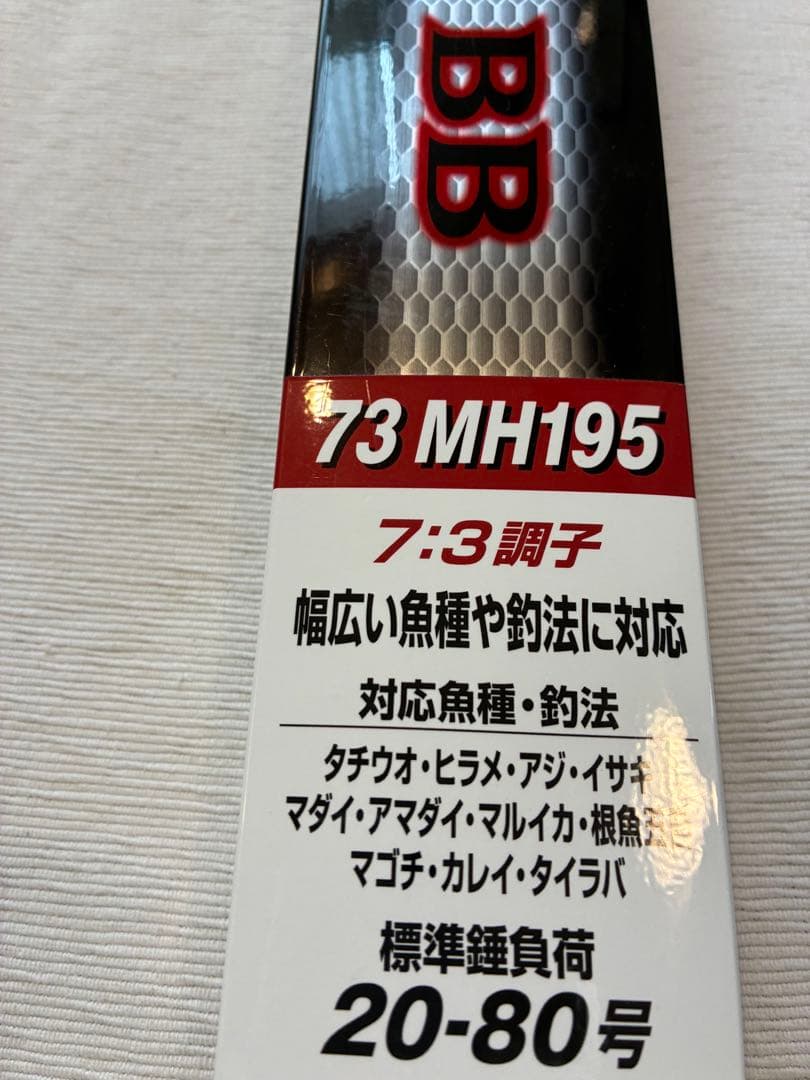 BB
73 MH195
7:3調子
幅広い魚種や釣法に対応
対応魚種・釣法
タチウオ・ヒラメ・アジ・イサキ
マダイ・アマダイ・マルイカ・根魚
マゴチ・カレイ・タイラバ
標準錘負荷
20-80号